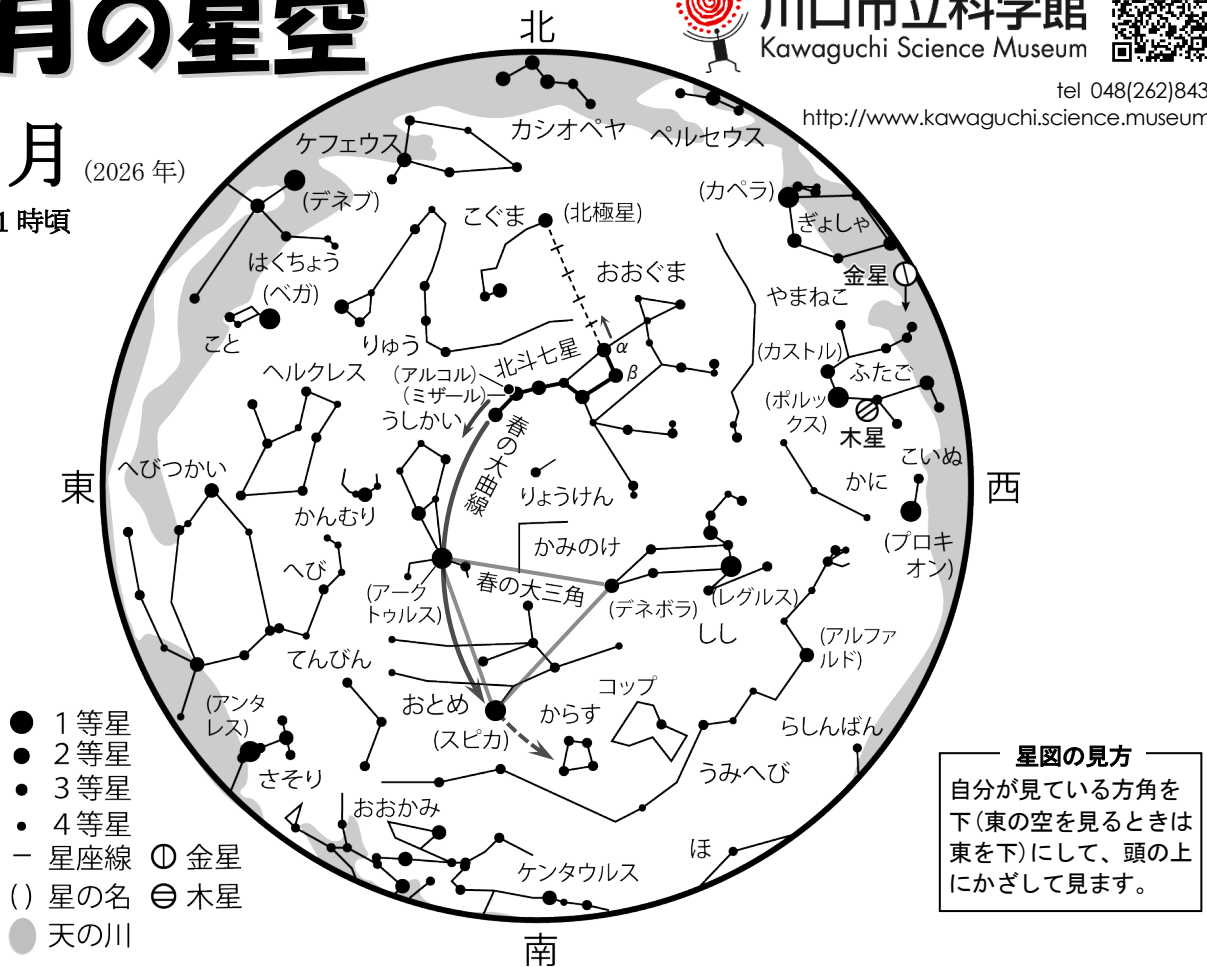 月の星空
川口市立科学館
Kawaguchi Science Museum
tel 048(262)843
http://www.kawaguchi.science.museum
月 (2026 年)
1 時頃
北
カシオペヤ
ペルセウス
ケフェウス
(デネブ)
(カペラ)
こぐま
(北極星)
ぎょしゃ
はくちょう
おおぐま
金星
(ベガ)
やまねこ
こと
りゅう
α
北斗七星
(カストル)
ヘルクレス
(アルコル)
β
ふたご
(ミザール)
(ポルッ
クス)
うしかい
春の大曲線
木星
へびつかい
こいぬ
東
西
かに
りょうけん
かんむり
かみのけ
(プロキ
オン)
へび
春の大三角
(アーク
トゥルス)
(デネボラ)
(レグルス)
しし
(アルファ
ルド)
てんびん
コップ
(アンタ
レス)
おとめ
からす
らしんばん
(スピカ)
さそり
うみへび
おおかみ
ほ
ケンタウルス
南
1等星
2等星
3等星
4等星
星座線
金星
( ) 星の名
木星
天の川
星図の見方
自分が見ている方角を
下(東の空を見るときは
東を下)にして、頭の上
にかざして見ます。